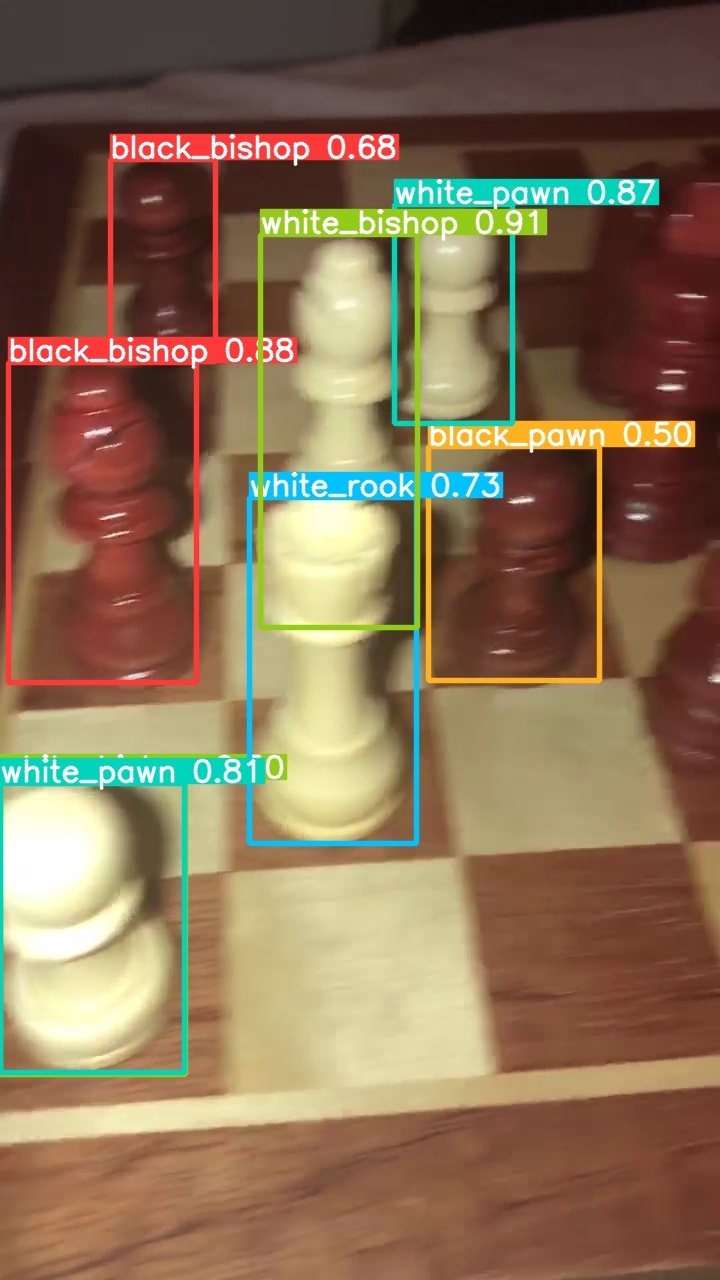 black_bishop 0.68
white_pawn 0.87
white_bishop 0.91
black_bishop 0.88
black_pawn 0.50
white_rook 0.73
white_pawn 0.81